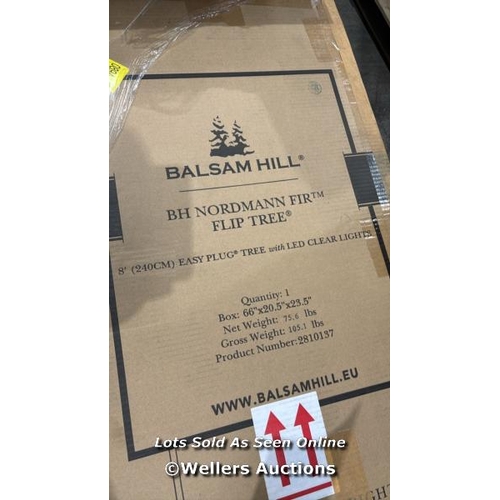 BALSAM HILL®
BH NORDMANN FIR™
FLIP TREE®
8' (240CM) EASY PLUG® TREE with LED CLEAR LIGHTS
Quantity: 1
Box: 66"x20.5"x23.5"
Net Weight: 75.6 lbs
Gross Weight: 105.1 lbs
Product Number: 2810137
WWW.BALSAMHILL.EU
Lots Sold As Seen Online
©Wellers Auctions